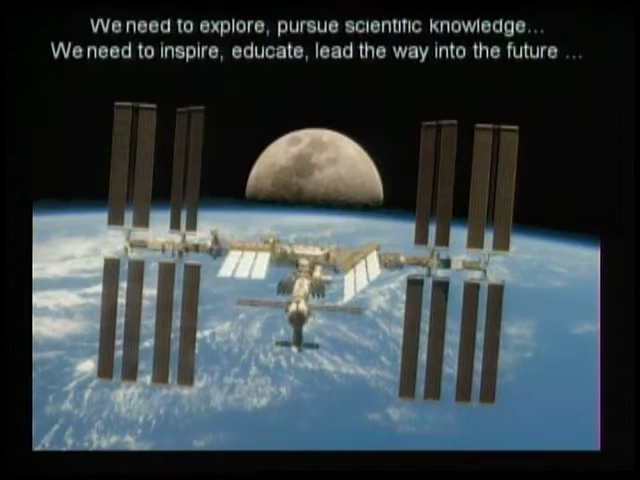 We need to explore, pursue scientific knowledge...
We need to inspire, educate, lead the way into the future ...